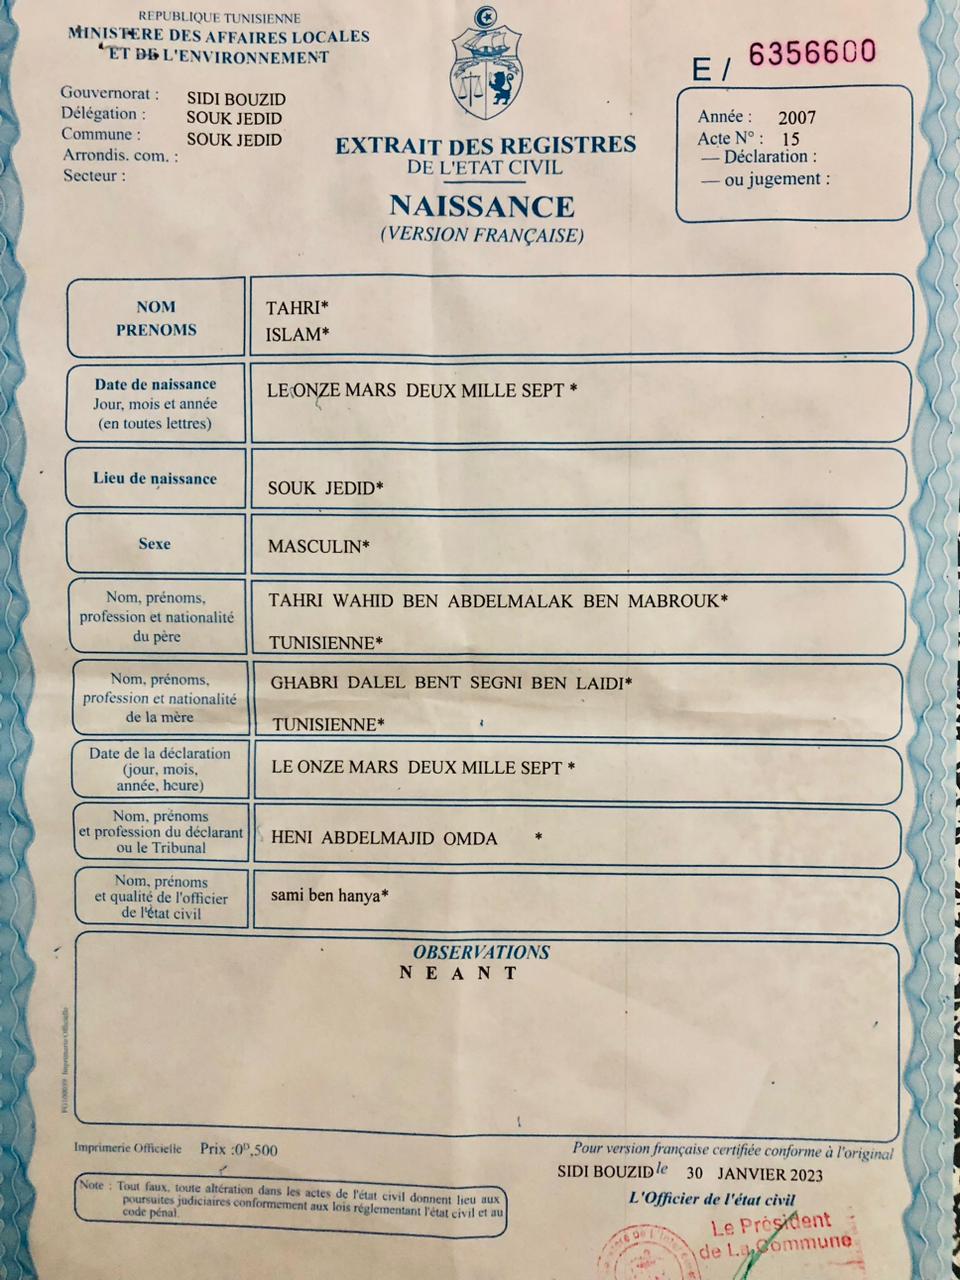 REPUBLIQUE TUNISIENNE
MINISTERE DES AFFAIRES LOCALES
ET DE L'ENVIRONNEMENT
E / 6356600
Gouvernorat : SIDI BOUZID
Délégation : SOUK JEDID
Commune : SOUK JEDID
Arrondis. com. :
Secteur :
Année : 2007
Acte N° : 15
— Déclaration :
— ou jugement :
EXTRAIT DES REGISTRES
DE L'ETAT CIVIL
NAISSANCE
(VERSION FRANÇAISE)
NOM TAHRI*
PRENOMS ISLAM*
Date de naissance
Jour, mois et année
(en toutes lettres)
LE ONZE MARS DEUX MILLE SEPT *
Lieu de naissance
SOUK JEDID*
Sexe
MASCULIN*
Nom, prénoms,
profession et nationalité
du père
TAHRI WAHID BEN ABDELMALAK BEN MABROUK*
TUNISIENNE*
Nom, prénoms,
profession et nationalité
de la mère
GHABRI DALEL BENT SEGNI BEN LAIDI*
TUNISIENNE*
Date de la déclaration
(jour, mois,
année, heure)
LE ONZE MARS DEUX MILLE SEPT *
Nom, prénoms
et profession du déclarant
ou le Tribunal
HENI ABDELMAJID OMDA *
Nom, prénoms
et qualité de l'officier
de l'état civil
sami ben hanya*
OBSERVATIONS
N E A N T
Imprimerie Officielle
Imprimerie Officielle Prix :0ᴰ,500
Pour version française certifiée conforme à l'original
SIDI BOUZID le 30 JANVIER 2023
L'Officier de l'état civil
Note : Tout faux, toute altération dans les actes de l'état civil donnent lieu aux
poursuites judiciaires conformement aux lois réglementant l'état civil et au
code pénal.
Le Président
de La Commune